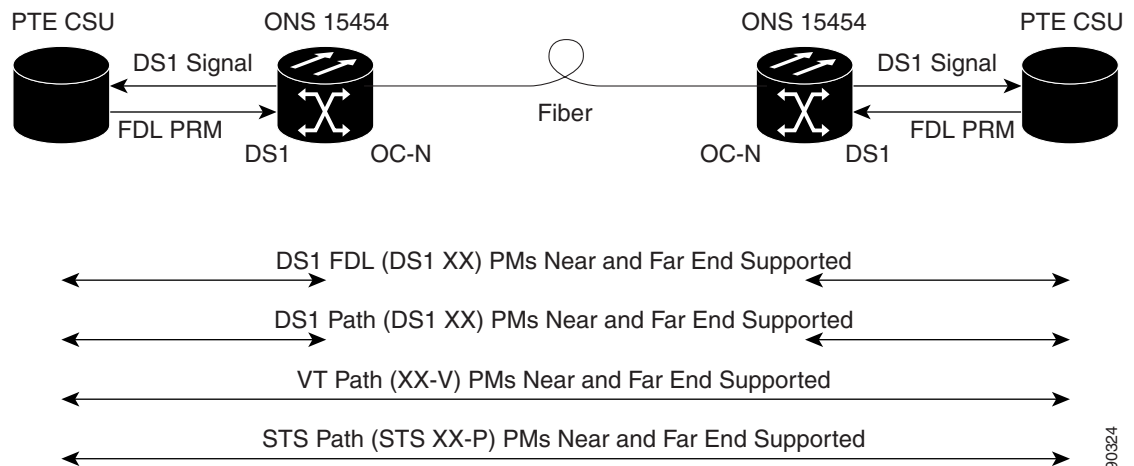 PTE CSU
ONS 15454
ONS 15454
PTE CSU
DS1 Signal
DS1 Signal
Fiber
FDL PRM
FDL PRM
DS1
OC-N
OC-N
DS1
DS1 FDL (DS1 XX) PMs Near and Far End Supported
DS1 Path (DS1 XX) PMs Near and Far End Supported
VT Path (XX-V) PMs Near and Far End Supported
STS Path (STS XX-P) PMs Near and Far End Supported
90324